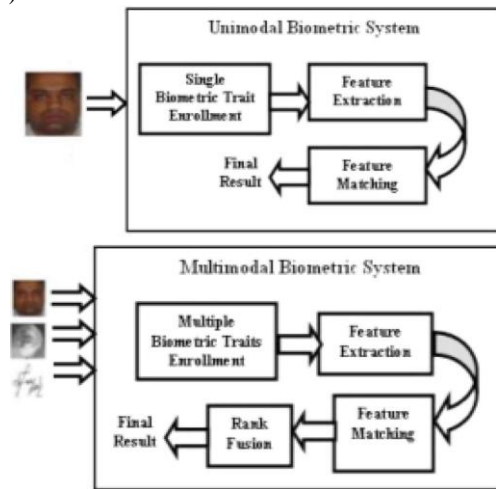 )
Unimodal Biometric System
Single
Biometric Trait
Enrollment
Feature
Extraction
Final
Result
Feature
Matching
Multimodal Biometric System
Multiple
Biometric Traits
Enrollment
Feature
Extraction
Final
Result
Rank
Fusion
Feature
Matching